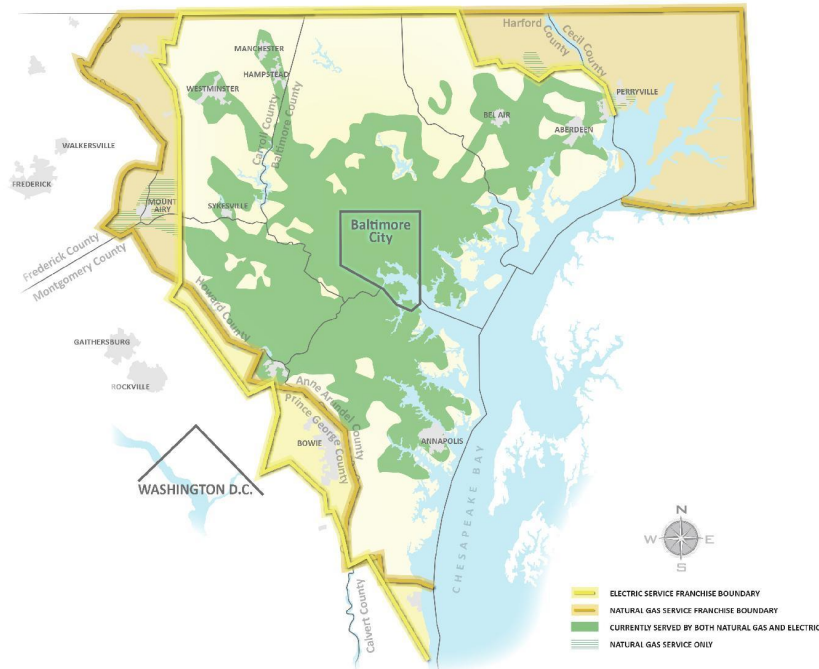 Harford
County
Cecil County
MANCHESTER
HAMPSTEAD
WESTMINSTER
Carroll County
Baltimore County
BEL AIR
PERRYVILLE
ABERDEEN
WALKERSVILLE
FREDERICK
MOUNT
AIRY
SYKESVILLE
Baltimore
City
Frederick County
Montgomery County
Howard County
GAITHERSBURG
ROCKVILLE
Anne Arundel County
Prince George County
BOWIE
ANNAPOLIS
WASHINGTON D.C.
CHESAPEAKE BAY
Calvert County
N
W
E
S
ELECTRIC SERVICE FRANCHISE BOUNDARY
NATURAL GAS SERVICE FRANCHISE BOUNDARY
CURRENTLY SERVED BY BOTH NATURAL GAS AND ELECTRIC
NATURAL GAS SERVICE ONLY